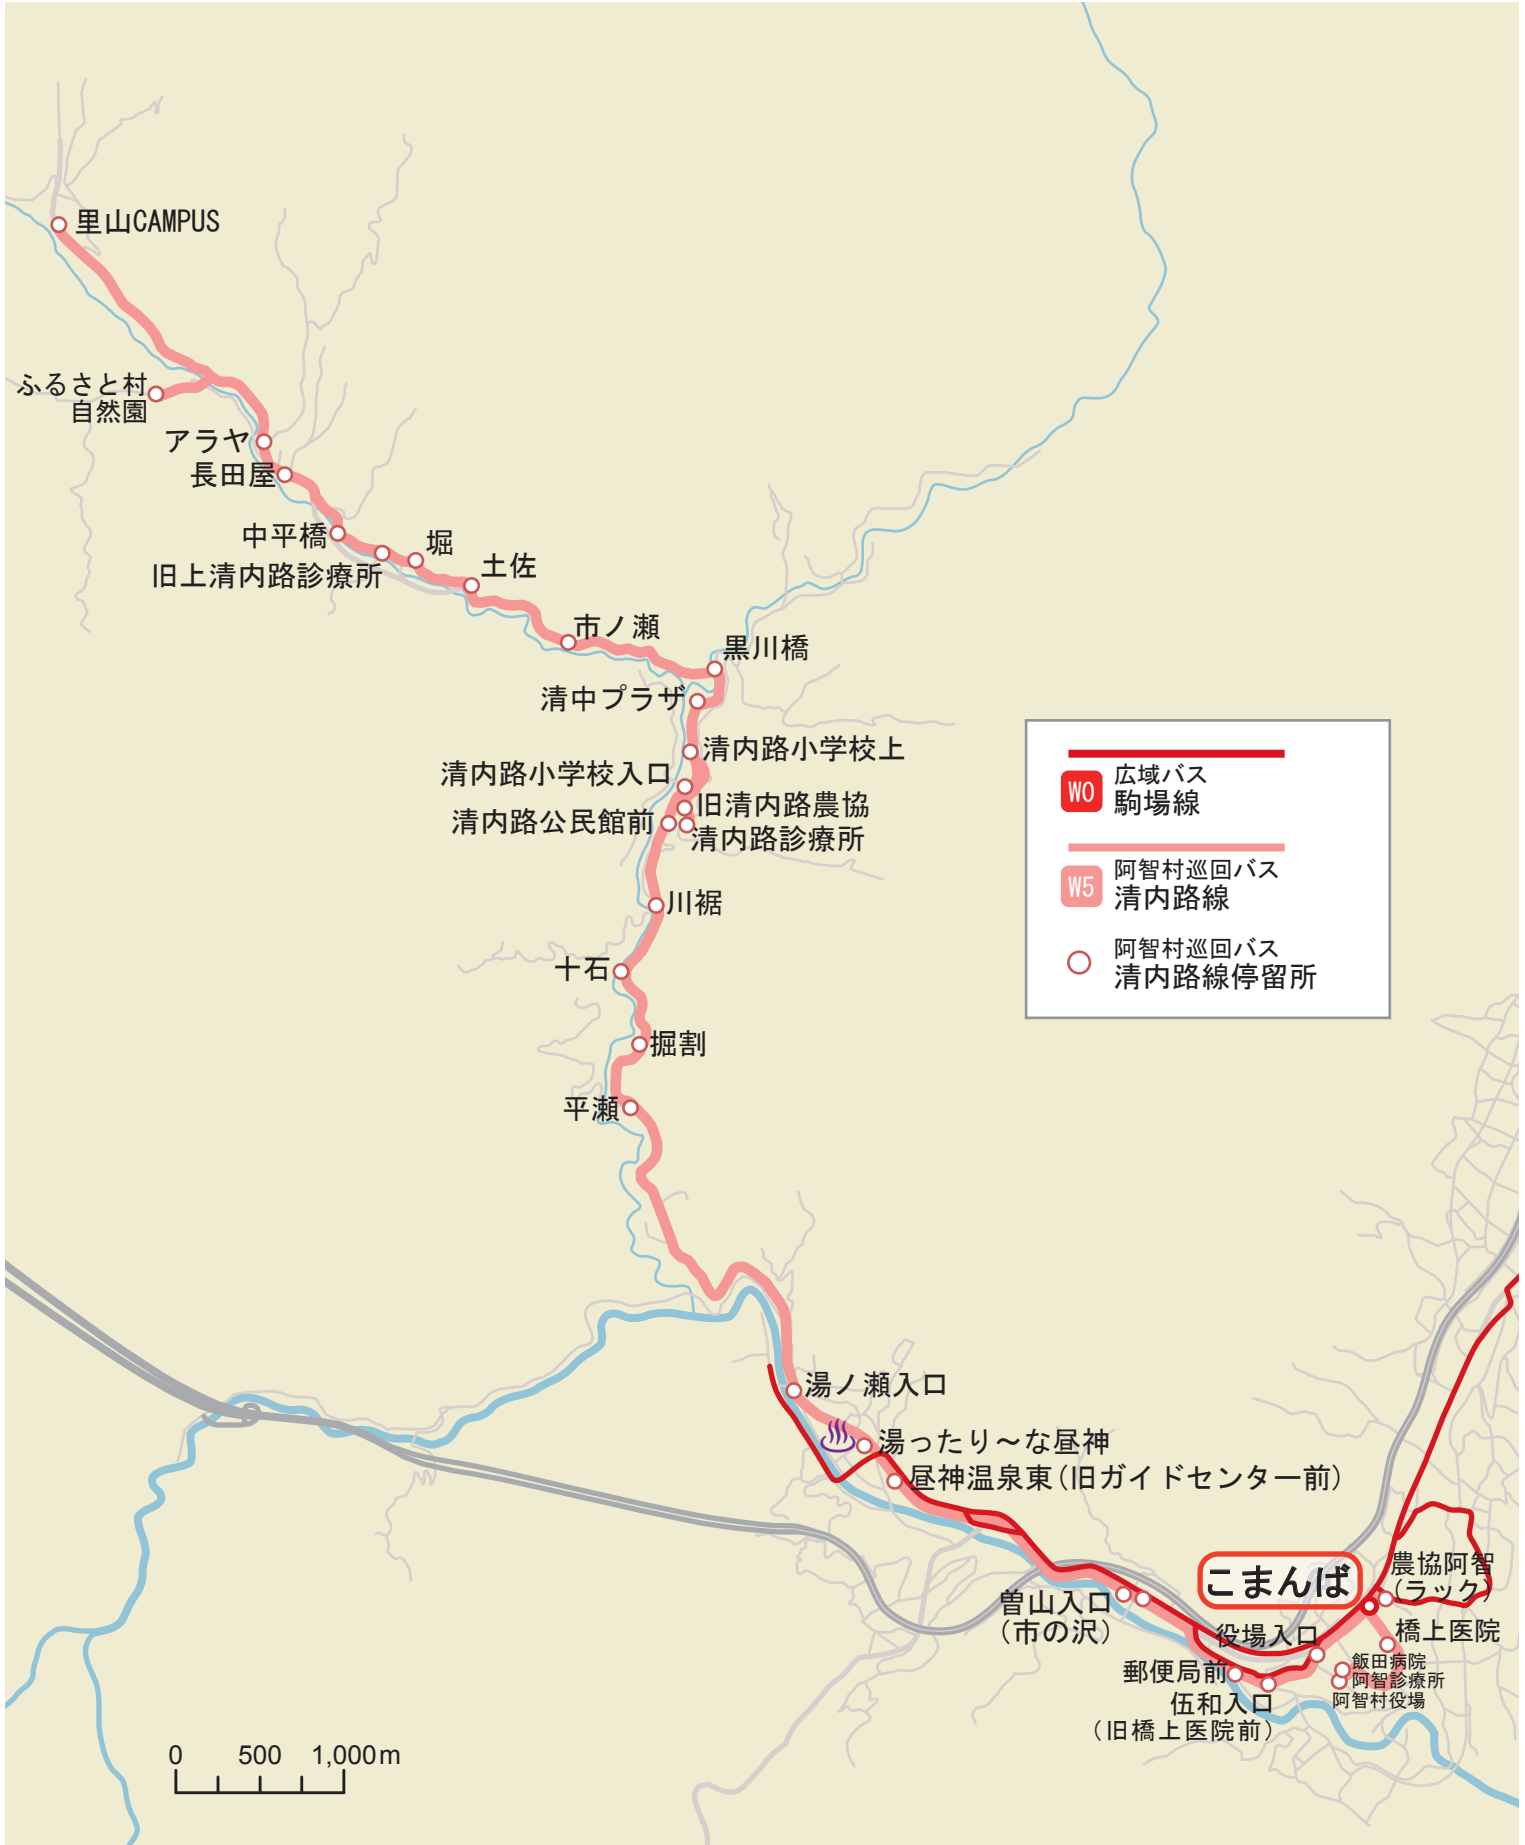 里山CAMPUS
ふるさと村
自然園
アラヤ
長田屋
中平橋
旧上清内路診療所
堀
土佐
市ノ瀬
黒川橋
清中プラザ
清内路小学校上
清内路小学校入口
旧清内路農協
清内路公民館前
清内路診療所
川裾
十石
掘割
平瀬
W0
広域バス
駒場線
W5
阿智村巡回バス
清内路線
阿智村巡回バス
清内路線停留所
湯ノ瀬入口
湯ったり～な昼神
昼神温泉東(旧ガイドセンター前)
曽山入口
(市の沢)
こまんば
農協阿智
(ラック)
役場入口
橋上医院
郵便局前
飯田病院
阿智診療所
阿智村役場
伍和入口
(旧橋上医院前)
0 500 1,000m